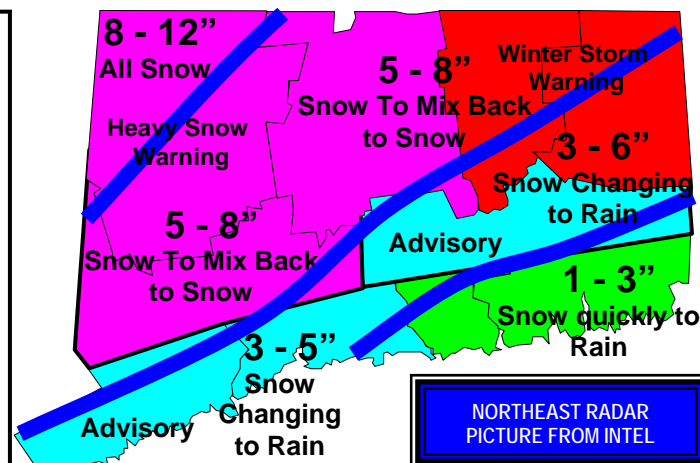 8 - 12”
All Snow
Heavy Snow
Warning
5 - 8”
Snow To Mix Back
to Snow
Winter Storm
Warning
3 - 6”
Snow Changing
to Rain
5 - 8”
Snow To Mix Back
to Snow
Advisory
1 - 3”
Snow quickly to
Rain
3 - 5”
Snow
Changing
to Rain
Advisory
NORTHEAST RADAR
PICTURE FROM INTEL